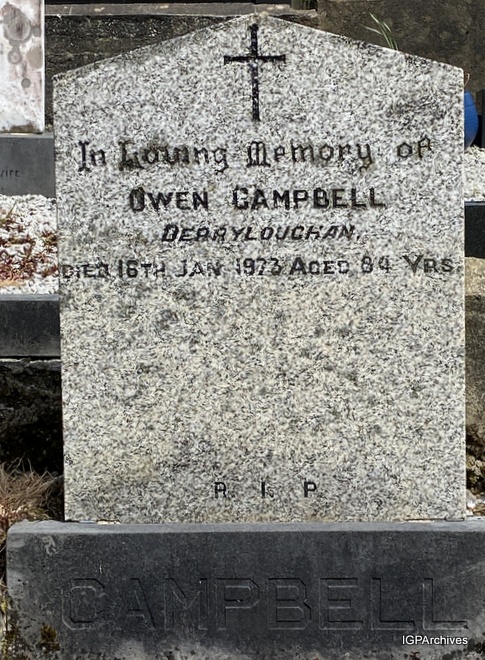 In Loving Memory of
OWEN CAMPBELL
DERRYLOUGHAN,
DIED 16TH JAN 1973 AGED 84 YRS.
R I P
CAMPBELL
IGPArchives